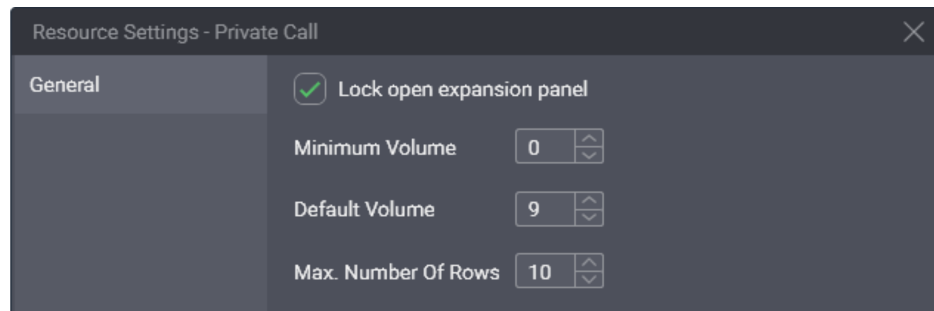 Resource Settings - Private Call
General
Lock open expansion panel
Minimum Volume 0
Default Volume 9
Max. Number Of Rows 10